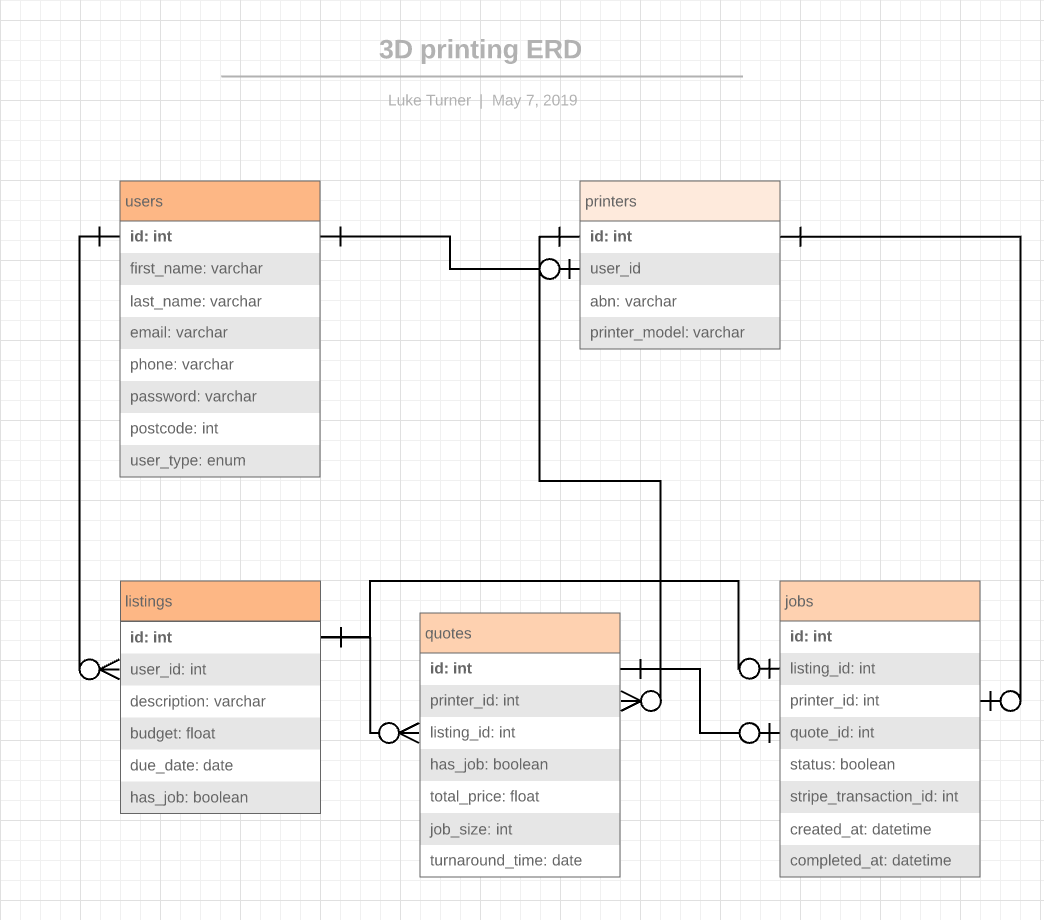 3D printing ERD
Luke Turner | May 7, 2019
users
id: int
first_name: varchar
last_name: varchar
email: varchar
phone: varchar
password: varchar
postcode: int
user_type: enum
printers
id: int
user_id
abn: varchar
printer_model: varchar
listings
id: int
user_id: int
description: varchar
budget: float
due_date: date
has_job: boolean
quotes
id: int
printer_id: int
listing_id: int
has_job: boolean
total_price: float
job_size: int
turnaround_time: date
jobs
id: int
listing_id: int
printer_id: int
quote_id: int
status: boolean
stripe_transaction_id: int
created_at: datetime
completed_at: datetime